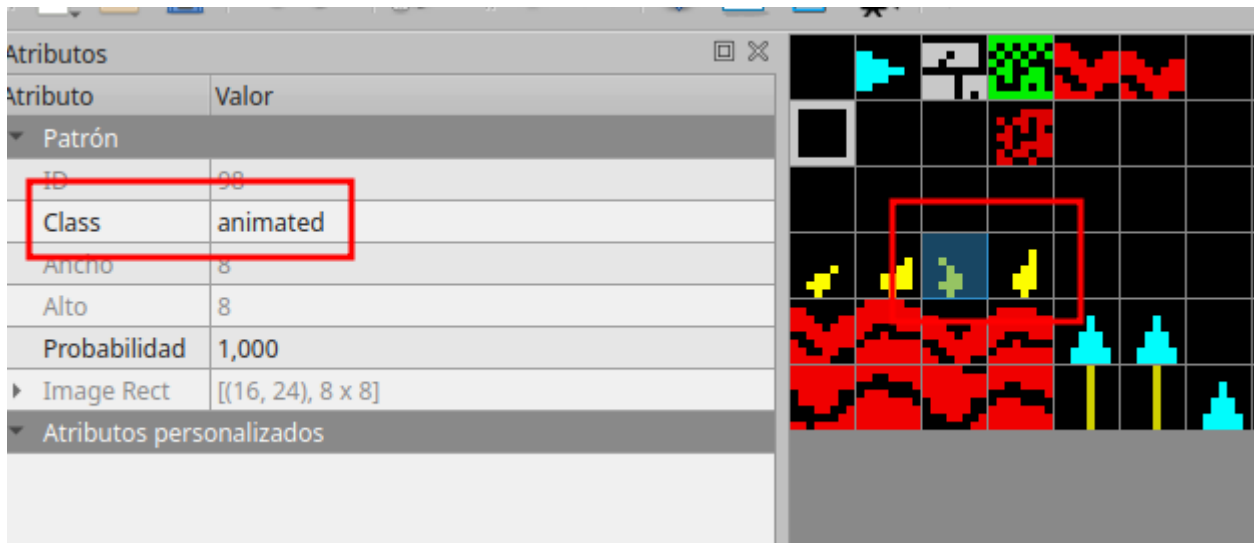 Atributos
Atributo Valor
Patrón
ID 98
Class animated
Ancho 8
Alto 8
Probabilidad 1,000
Image Rect [(16, 24), 8 x 8]
Atributos personalizados